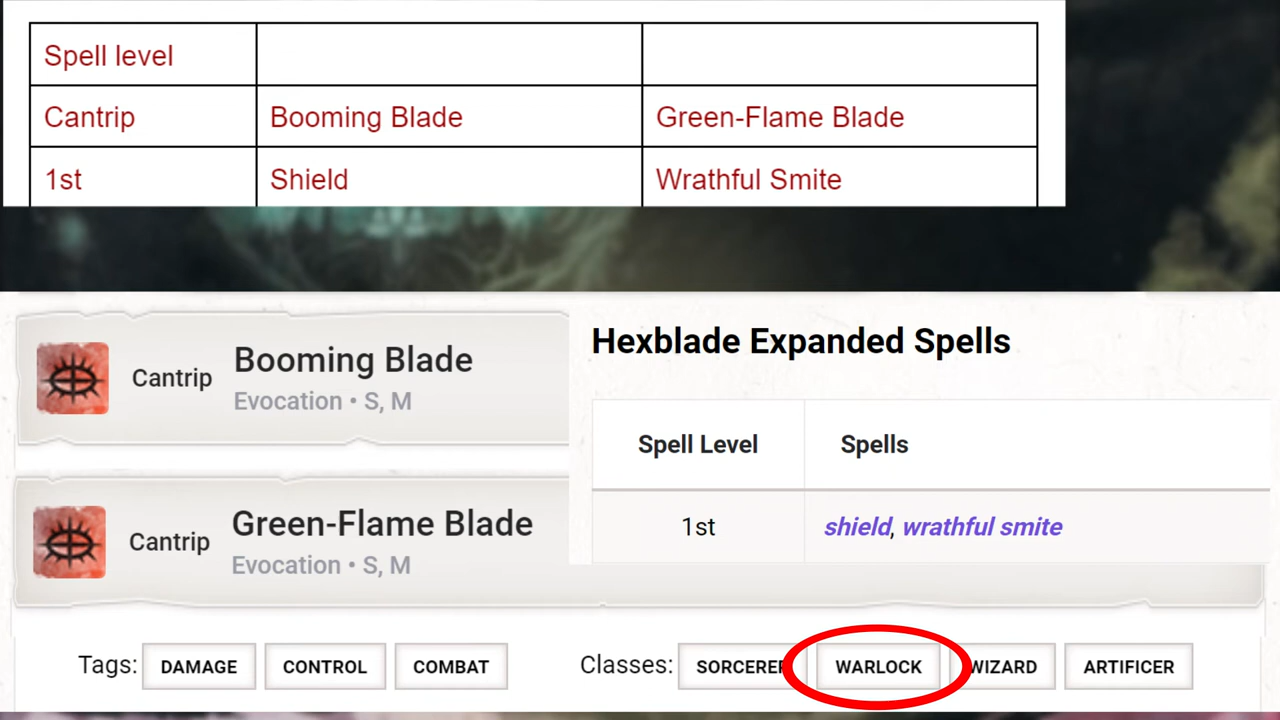 Spell level
Cantrip Booming Blade Green-Flame Blade
1st Shield Wrathful Smite
Cantrip Booming Blade
Evocation • S, M
Cantrip Green-Flame Blade
Evocation • S, M
Hexblade Expanded Spells
Spell Level Spells
1st shield, wrathful smite
Tags: DAMAGE CONTROL COMBAT
Classes: SORCERER WARLOCK WIZARD ARTIFICER